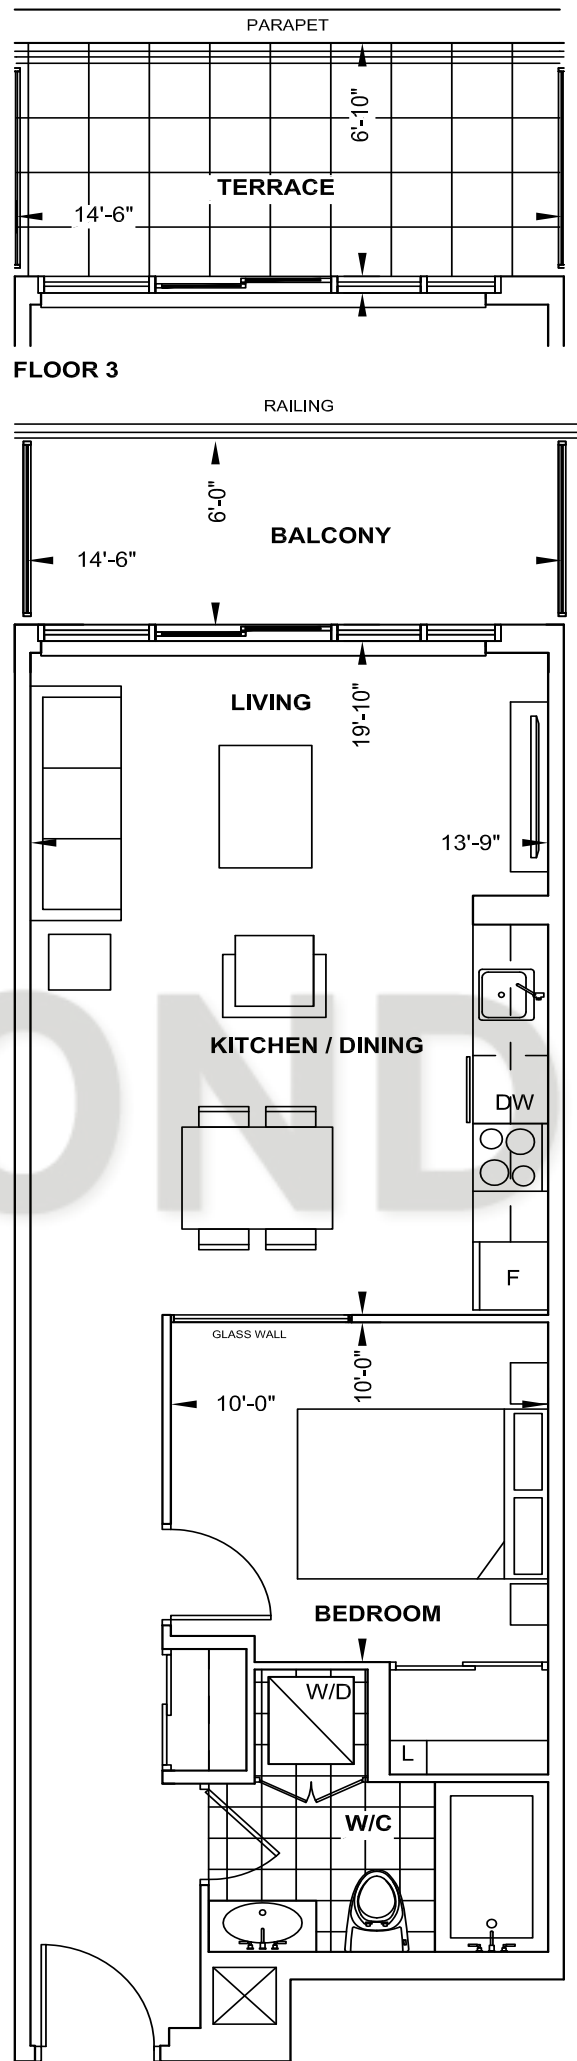 PARAPET
6'-10"
TERRACE
14'-6"
FLOOR 3
RAILING
6'-0"
BALCONY
14'-6"
LIVING
19'-10"
13'-9"
OND
KITCHEN / DINING
DW
F
GLASS WALL
10'-0"
10'-0"
BEDROOM
W/D
L
W/C